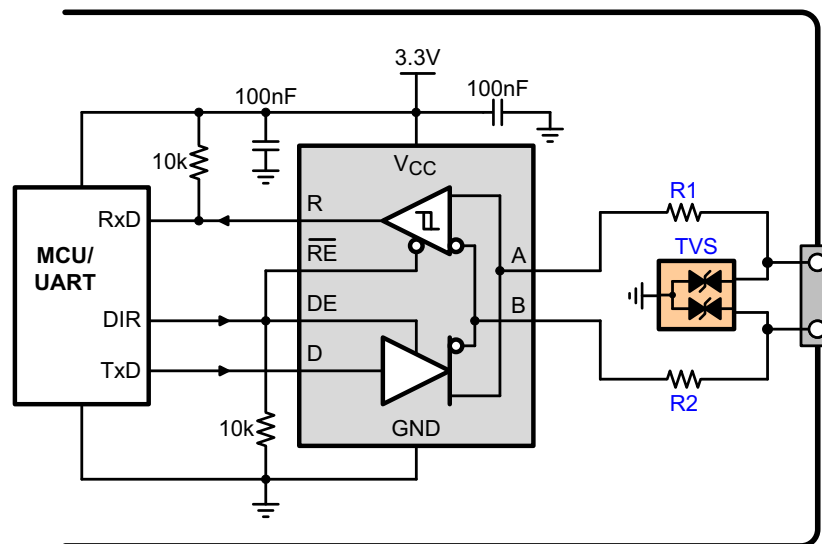 3.3V
100nF
100nF
10k
VCC
R1
RxD
R
TVS
MCU/
UART
RE
A
DE
B
DIR
D
TxD
R2
10k
GND